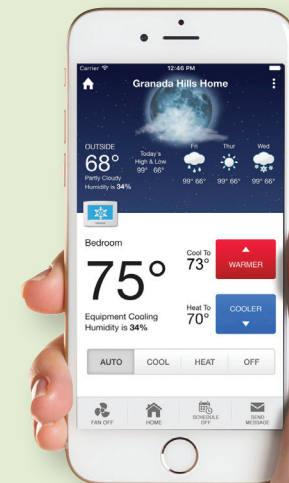 Carrier 12:46 PM
Granada Hills Home
OUTSIDE
68°
Partly Cloudy
Humidity is 34%
Today's
High & Low
99° 66°
Fri Thur Wed
99° 66° 99° 66° 99° 66°
Bedroom
75°
Equipment Cooling
Humidity is 34%
Cool To
73°
WARMER
Heat To
70°
COOLER
AUTO COOL HEAT OFF
FAN OFF
HOME
SCHEDULE
OFF
SEND
MESSAGE